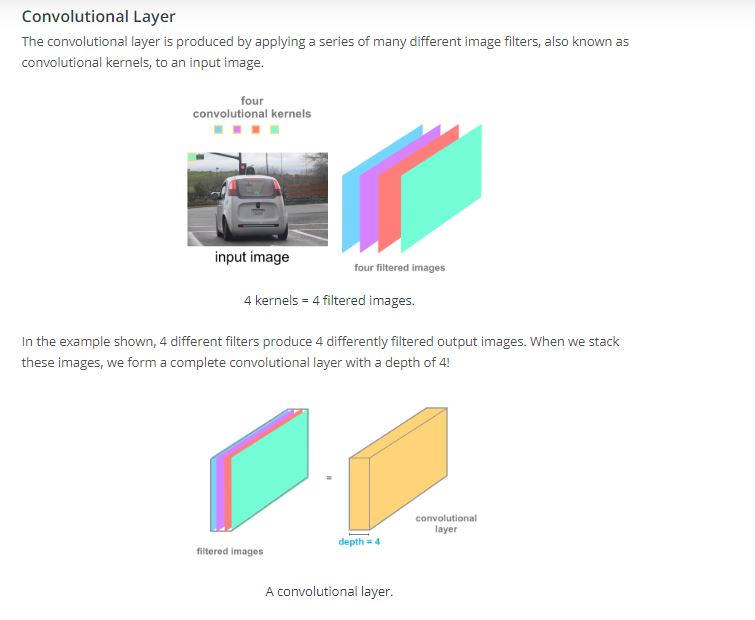 Convolutional Layer
The convolutional layer is produced by applying a series of many different image filters, also known as
convolutional kernels, to an input image.
four
convolutional kernels
input image
four filtered images
4 kernels = 4 filtered images.
In the example shown, 4 different filters produce 4 differently filtered output images. When we stack
these images, we form a complete convolutional layer with a depth of 4!
=
convolutional
layer
depth = 4
filtered images
A convolutional layer.